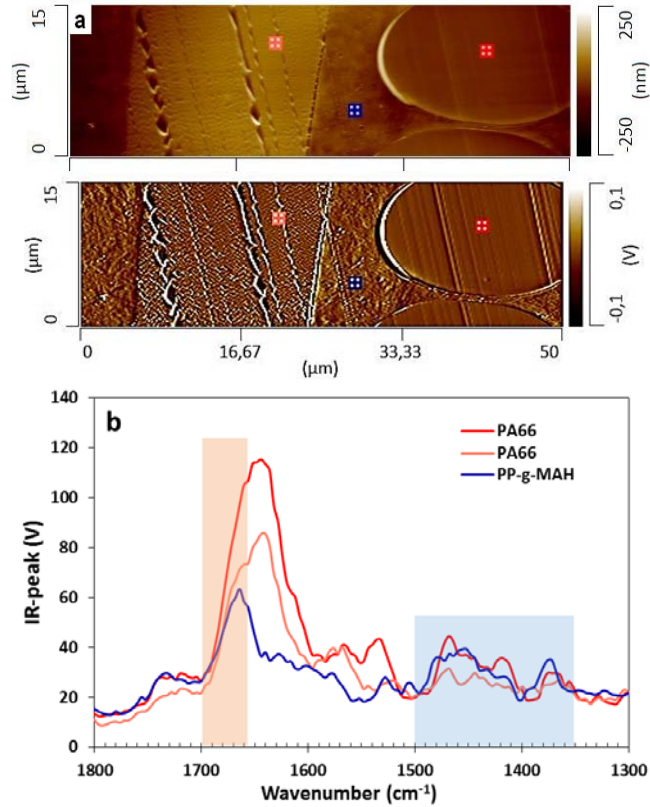 a
15
(µm)
0
250
(nm)
-250
15
(µm)
0
0,1
(V)
-0,1
0
16,67
33,33
50
(µm)
b
140
120
100
80
60
40
20
0
IR-peak (V)
PA66
PA66
PP-g-MAH
1800
1700
1600
1500
1400
1300
Wavenumber (cm⁻¹)